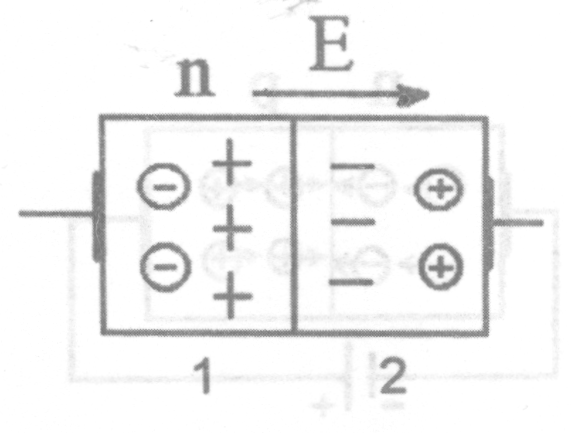 n E
− + − +
+ −
− + − +
1 2